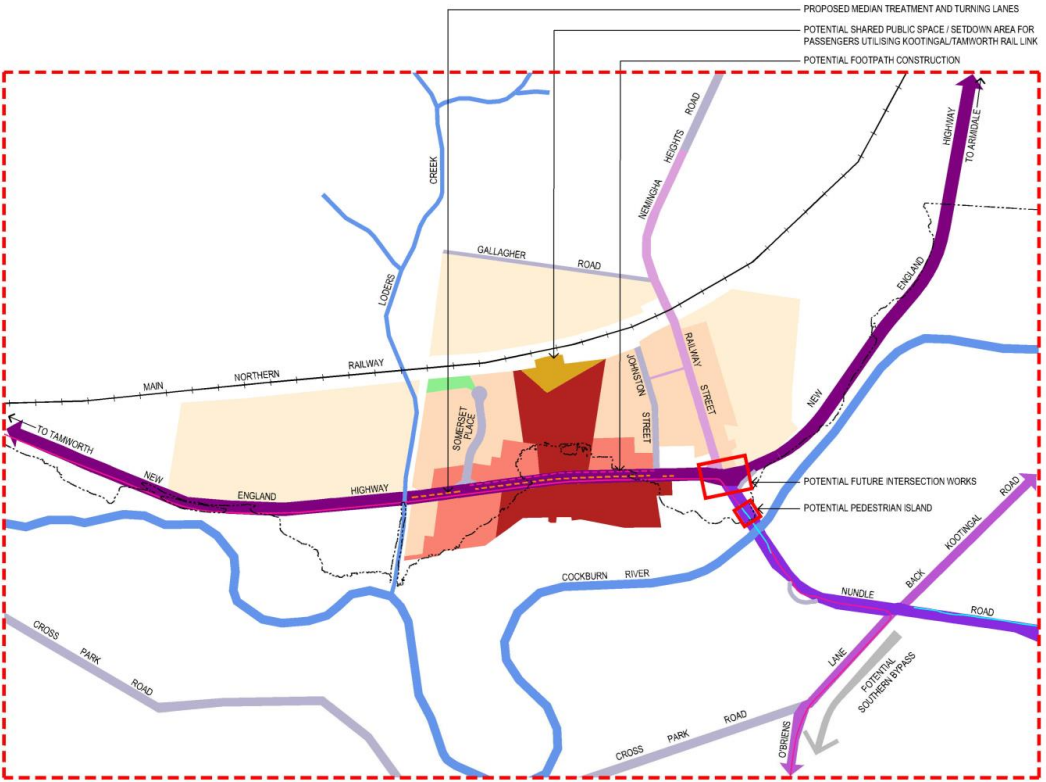 PROPOSED MEDIAN TREATMENT AND TURNING LANES
POTENTIAL SHARED PUBLIC SPACE / SETDOWN AREA FOR
PASSENGERS UTILISING KOOTINGAL/TAMWORTH RAIL LINK
POTENTIAL FOOTPATH CONSTRUCTION
HIGHWAY
TO ARMIDALE
NEMINGHA HEIGHTS ROAD
CREEK
LODERS
GALLAGHER ROAD
NEW ENGLAND
MAIN NORTHERN RAILWAY
RAILWAY STREET
JOHNSTON STREET
SOMERSET
PLACE
TO TAMWORTH
NEW ENGLAND HIGHWAY
POTENTIAL FUTURE INTERSECTION WORKS
POTENTIAL PEDESTRIAN ISLAND
BACK KOOTINGAL ROAD
COCKBURN RIVER
NUNDLE ROAD
CROSS PARK ROAD
LANE
O'BRIENS
POTENTIAL
SOUTHERN BYPASS
CROSS PARK ROAD